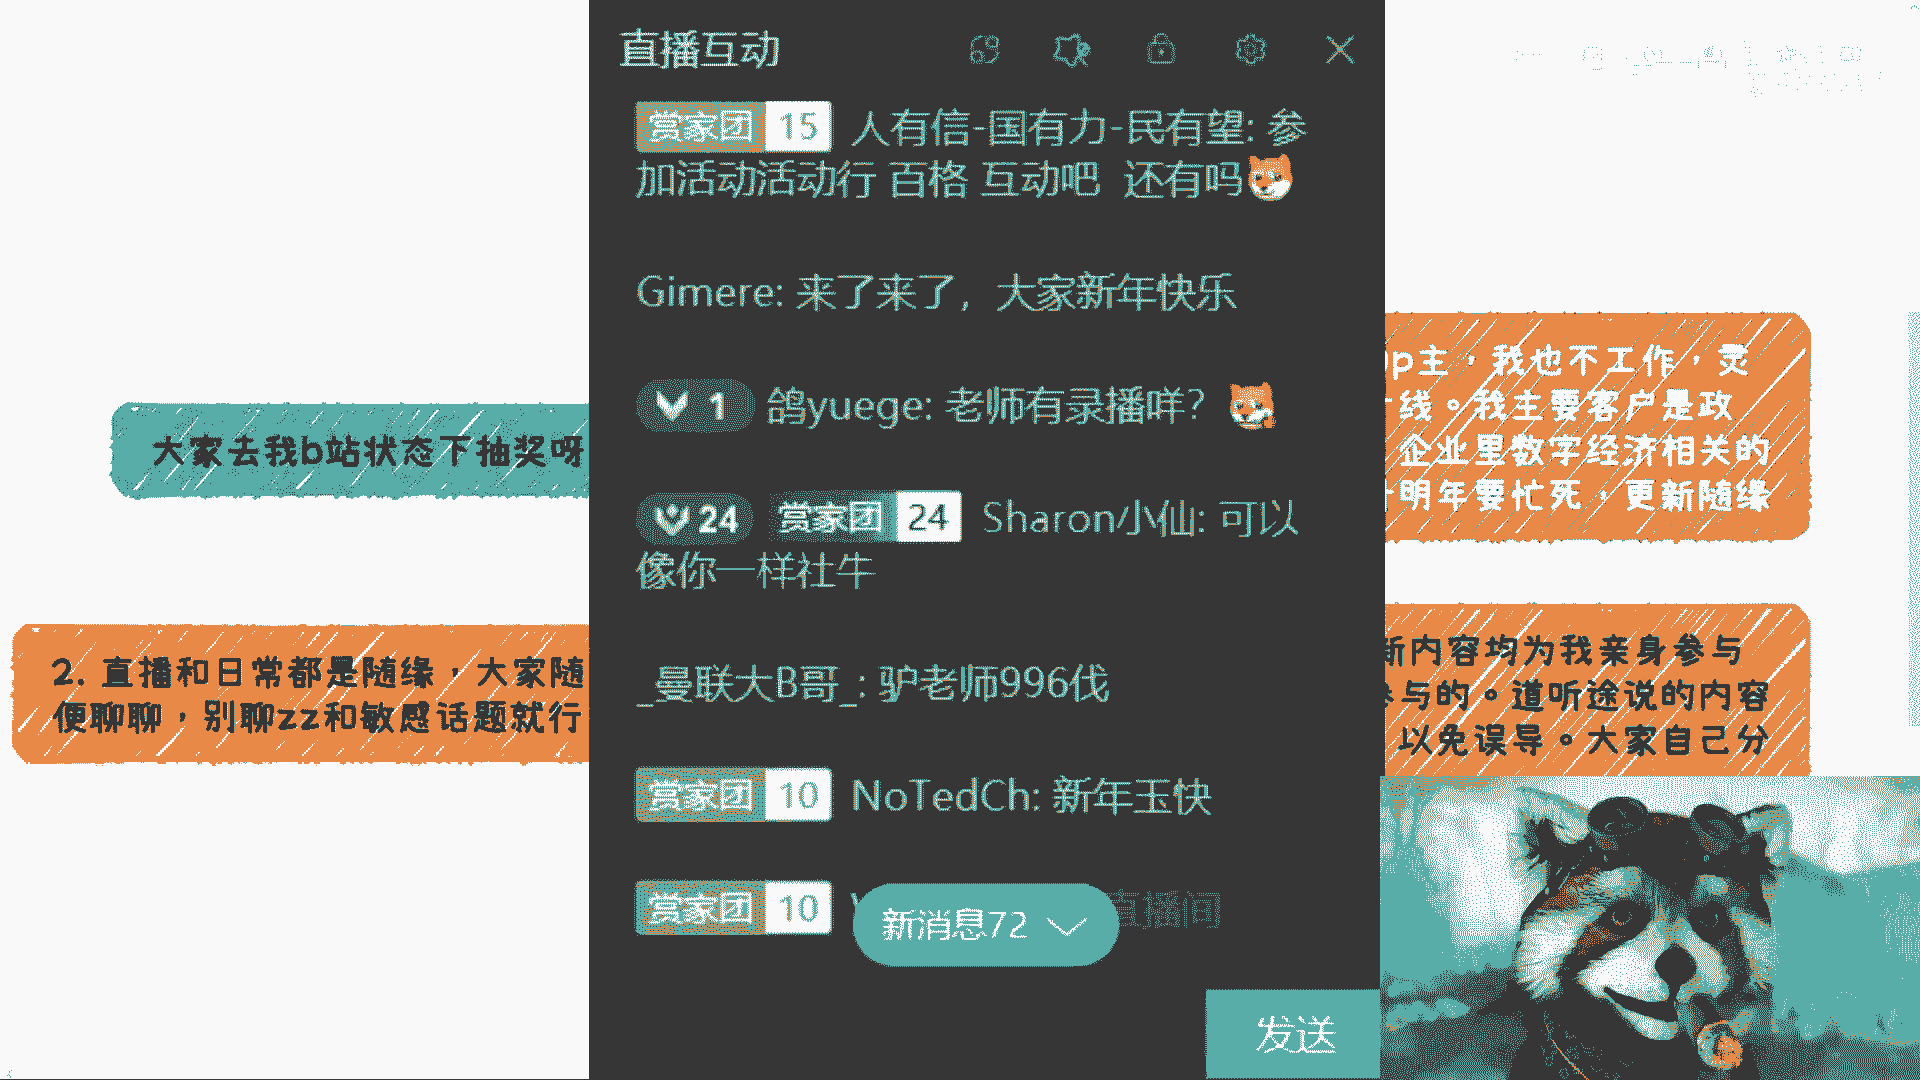 直播互动
赏家团 15 人有信-国有力-民有望: 参
加活动活动行 百格 互动吧 还有吗
Gimere: 来了来了，大家新年快乐
1 鸽yuege: 老师有录播咩?
24 赏家团 24 Sharon小仙: 可以
像你一样社牛
_曼联大B哥_: 驴老师996伐
赏家团 10 NoTedCh: 新年玉快
赏家团 10 直播间
新消息72
发送
大家去我b站状态下抽奖呀
2. 直播和日常都是随缘，大家随
便聊聊，别聊zz和敏感话题就行
p主，我也不工作，灵
线。我主要客户是政
企业里数字经济相关的
明年要忙死，更新随缘
新内容均为我亲身参与
参与的。道听途说的内容
以免误导。大家自己分